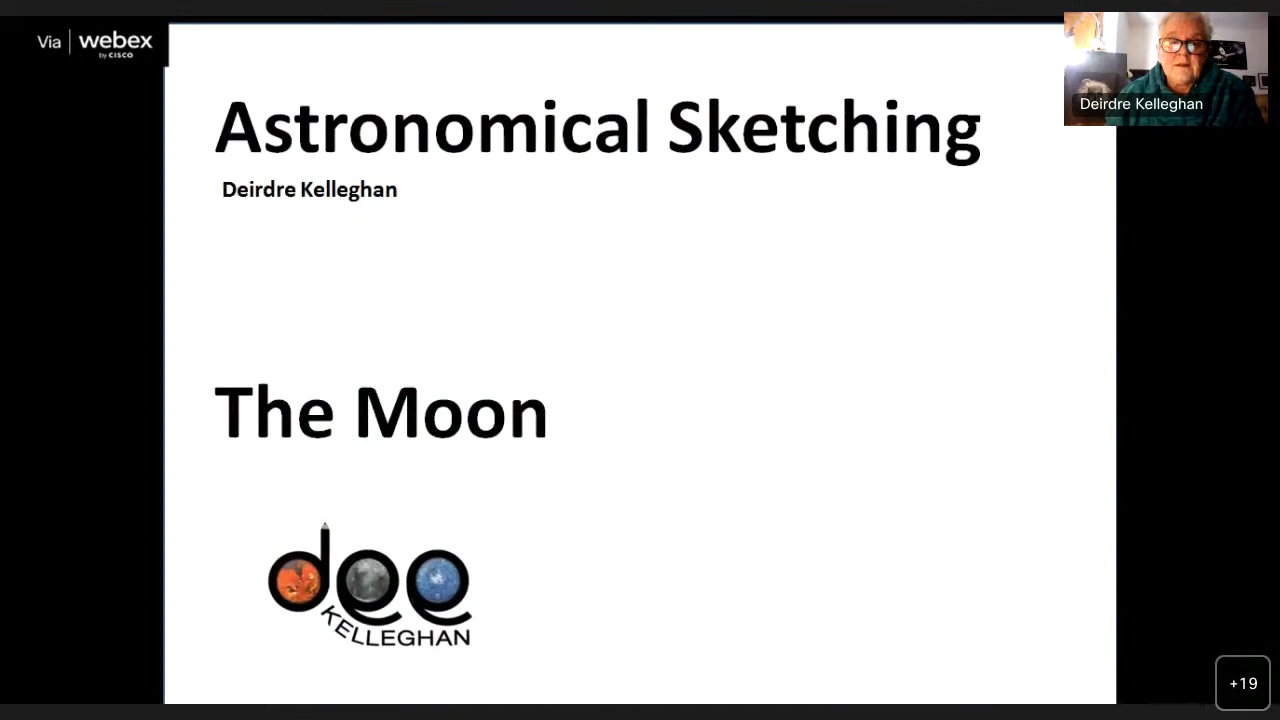 Via | webex
by CISCO
Astronomical Sketching
Deirdre Kelleghan
Deirdre Kelleghan
The Moon
dee
KELLEGHAN
+19